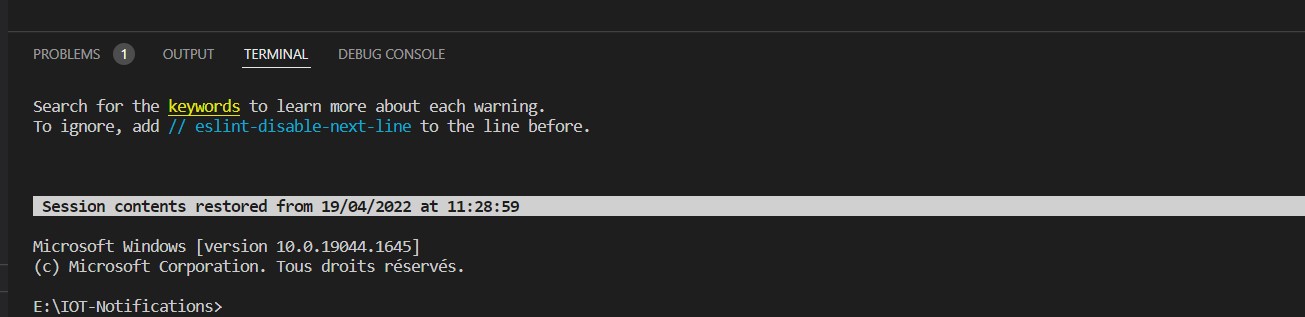 PROBLEMS 1 OUTPUT TERMINAL DEBUG CONSOLE
Search for the keywords to learn more about each warning.
To ignore, add // eslint-disable-next-line to the line before.
Session contents restored from 19/04/2022 at 11:28:59
Microsoft Windows [version 10.0.19044.1645]
(c) Microsoft Corporation. Tous droits réservés.
E:\IOT-Notifications>